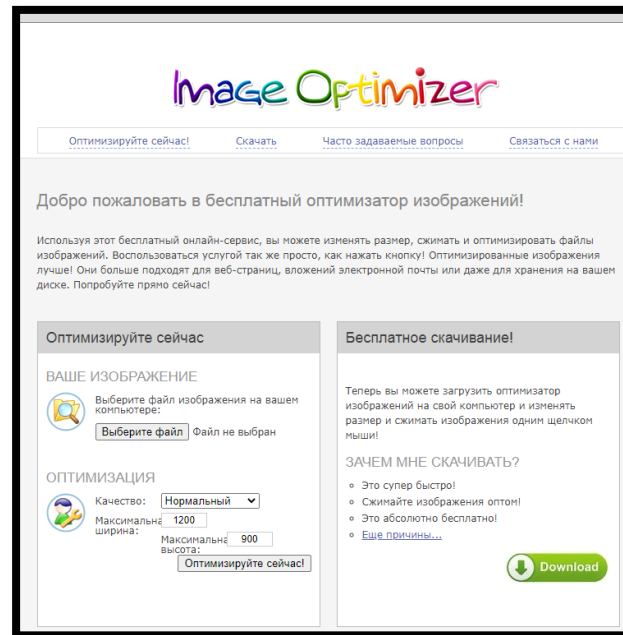 Image Optimizer
Оптимизируйте сейчас! Скачать Часто задаваемые вопросы Связаться с нами
Добро пожаловать в бесплатный оптимизатор изображений!
Используя этот бесплатный онлайн-сервис, вы можете изменять размер, сжимать и оптимизировать файлы
изображений. Воспользоваться услугой так же просто, как нажать кнопку! Оптимизированные изображения
лучше! Они больше подходят для веб-страниц, вложений электронной почты или даже для хранения на вашем
диске. Попробуйте прямо сейчас!
Оптимизируйте сейчас
ВАШЕ ИЗОБРАЖЕНИЕ
Выберите файл изображения на вашем
компьютере:
Выберите файл Файл не выбран
ОПТИМИЗАЦИЯ
Качество: Нормальный
Максимальна 1200
ширина:
Максимальна 900
высота:
Оптимизируйте сейчас!
Бесплатное скачивание!
Теперь вы можете загрузить оптимизатор
изображений на свой компьютер и изменять
размер и сжимать изображения одним щелчком
мыши!
ЗАЧЕМ МНЕ СКАЧИВАТЬ?
Это супер быстро!
Сжимайте изображения оптом!
Это абсолютно бесплатно!
Еще причины...
Download